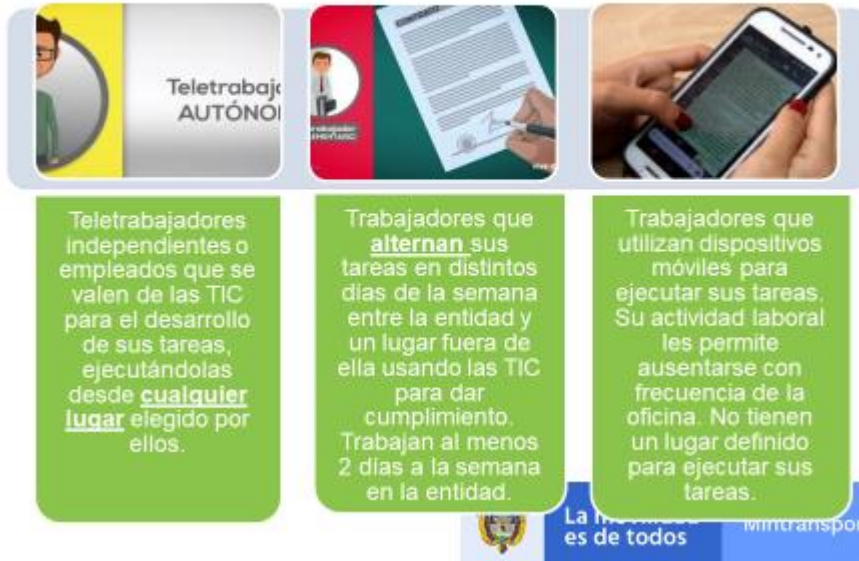 Teletrabajo
AUTÓNO
CONTRATO
Teletrabajadores
independientes o
empleados que se
valen de las TIC
para el desarrollo
de sus tareas,
ejecutándolas
desde cualquier
lugar elegido por
ellos.
Trabajadores que
alternan sus
tareas en distintos
días de la semana
entre la entidad y
un lugar fuera de
ella usando las TIC
para dar
cumplimiento.
Trabajan al menos
2 días a la semana
en la entidad.
Trabajadores que
utilizan dispositivos
móviles para
ejecutar sus tareas.
Su actividad laboral
les permite
ausentarse con
frecuencia de la
oficina. No tienen
un lugar definido
para ejecutar sus
tareas.
La
es de todos
Mintranspor